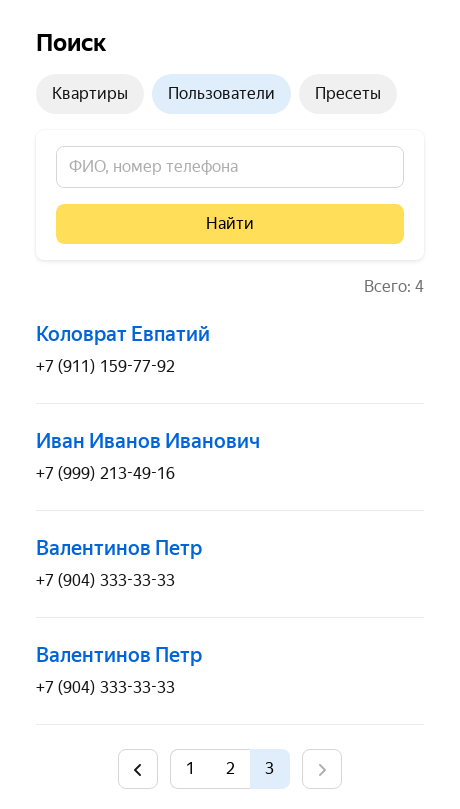 Поиск
Квартиры Пользователи Пресеты
ФИО, номер телефона
Найти
Всего: 4
Коловрат Евпатий
+7 (911) 159-77-92
Иван Иванов Иванович
+7 (999) 213-49-16
Валентинов Петр
+7 (904) 333-33-33
Валентинов Петр
+7 (904) 333-33-33
1 2 3